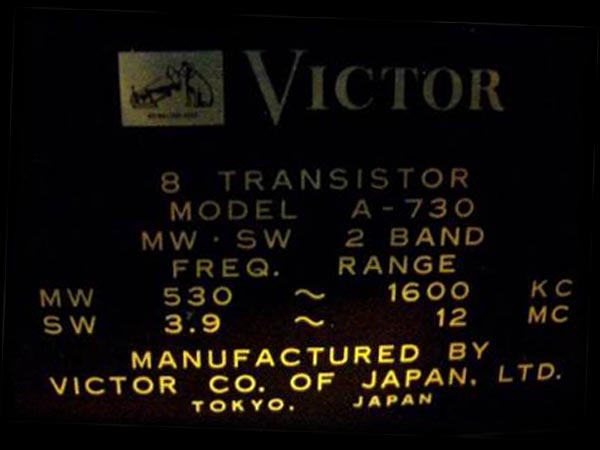 VICTOR
8 TRANSISTOR
MODEL A-730
MW · SW 2 BAND
FREQ. RANGE
MW 530 ~ 1600 KC
SW 3.9 ~ 12 MC
MANUFACTURED BY
VICTOR CO. OF JAPAN, LTD.
TOKYO. JAPAN